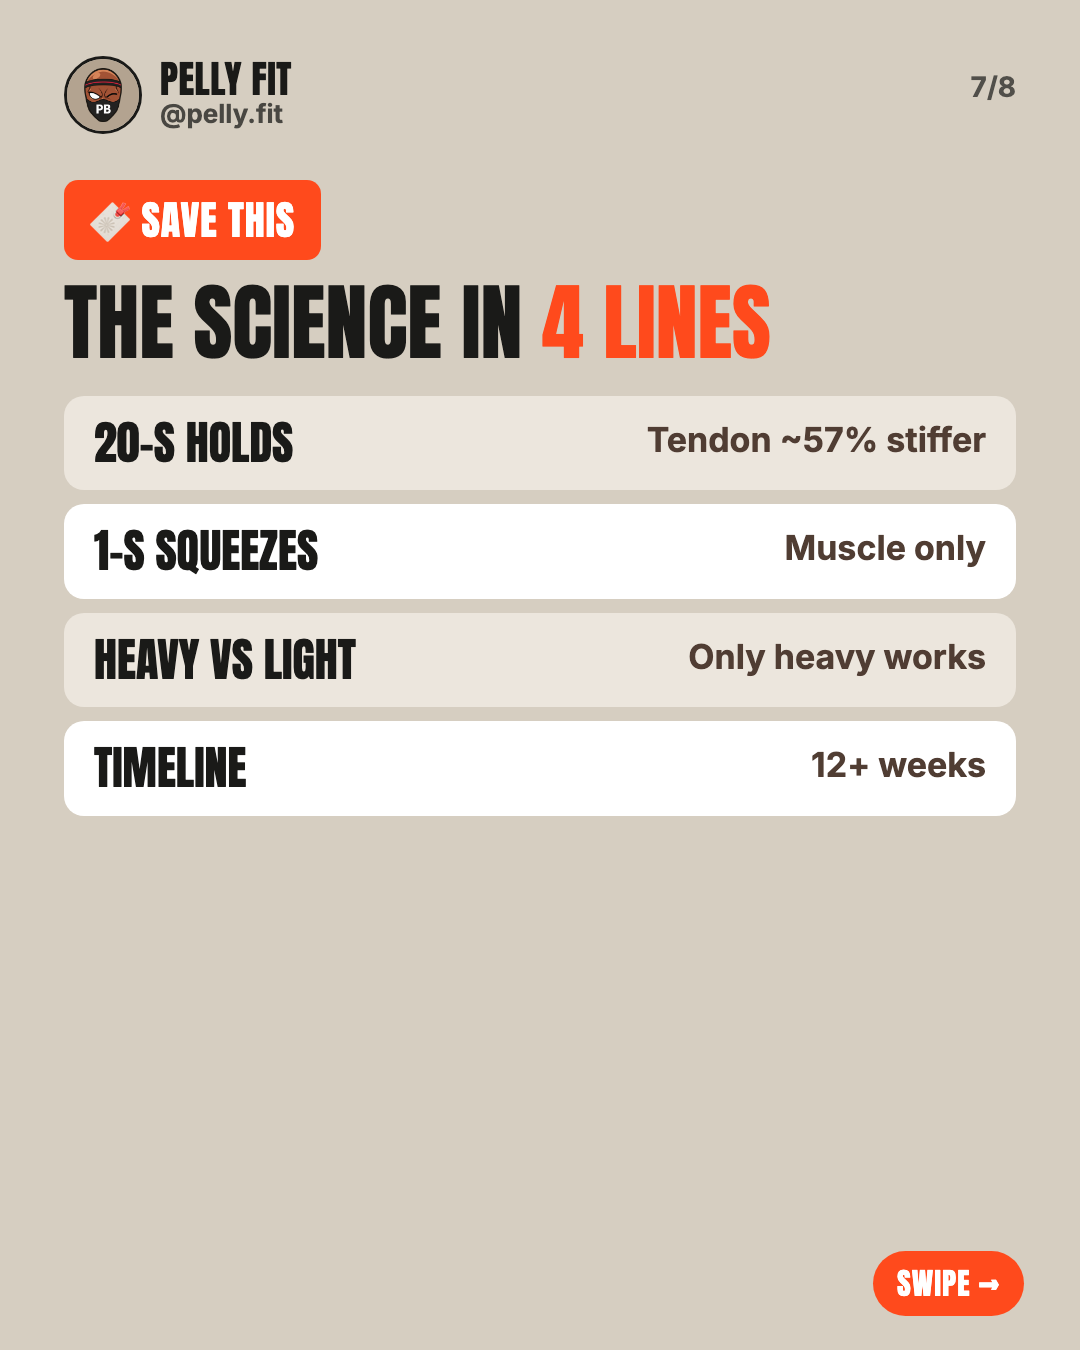 PELLY FIT
@pelly.fit
7/8
PB
SAVE THIS
THE SCIENCE IN 4 LINES
20-S HOLDS Tendon ~57% stiffer
1-S SQUEEZES Muscle only
HEAVY VS LIGHT Only heavy works
TIMELINE 12+ weeks
SWIPE →